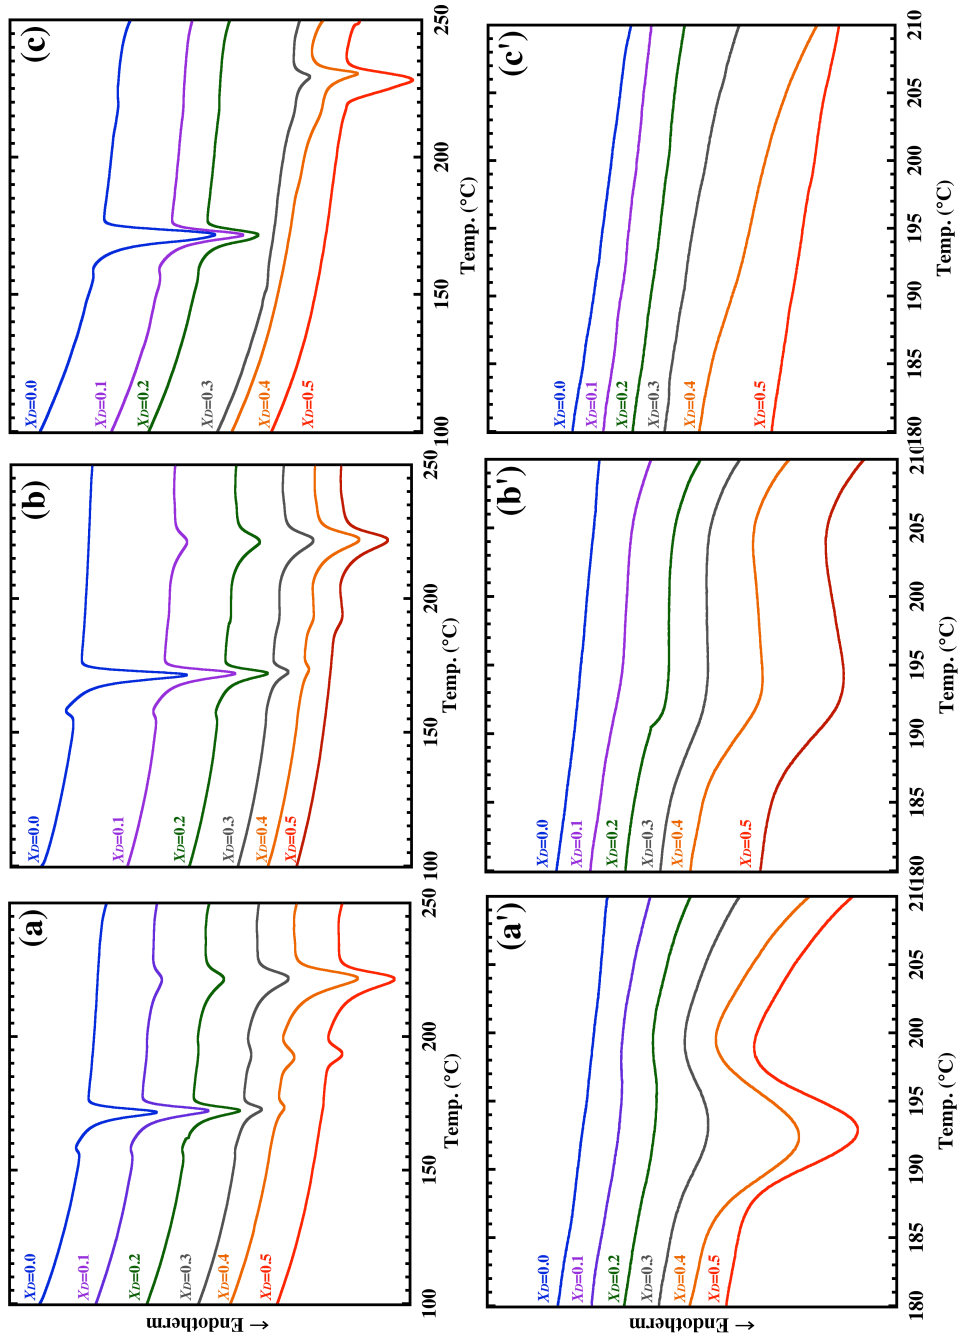 (a)
← Endotherm
X_D=0.0
X_D=0.1
X_D=0.2
X_D=0.3
X_D=0.4
X_D=0.5
100 150 200 250
Temp. (°C)
(b)
X_D=0.0
X_D=0.1
X_D=0.2
X_D=0.3
X_D=0.4
X_D=0.5
100 150 200 250
Temp. (°C)
(c)
X_D=0.0
X_D=0.1
X_D=0.2
X_D=0.3
X_D=0.4
X_D=0.5
100 150 200 250
Temp. (°C)
(a')
← Endotherm
X_D=0.0
X_D=0.1
X_D=0.2
X_D=0.3
X_D=0.4
X_D=0.5
180 185 190 195 200 205 210
Temp. (°C)
(b')
X_D=0.0
X_D=0.1
X_D=0.2
X_D=0.3
X_D=0.4
X_D=0.5
180 185 190 195 200 205 210
Temp. (°C)
(c')
X_D=0.0
X_D=0.1
X_D=0.2
X_D=0.3
X_D=0.4
X_D=0.5
180 185 190 195 200 205 210
Temp. (°C)